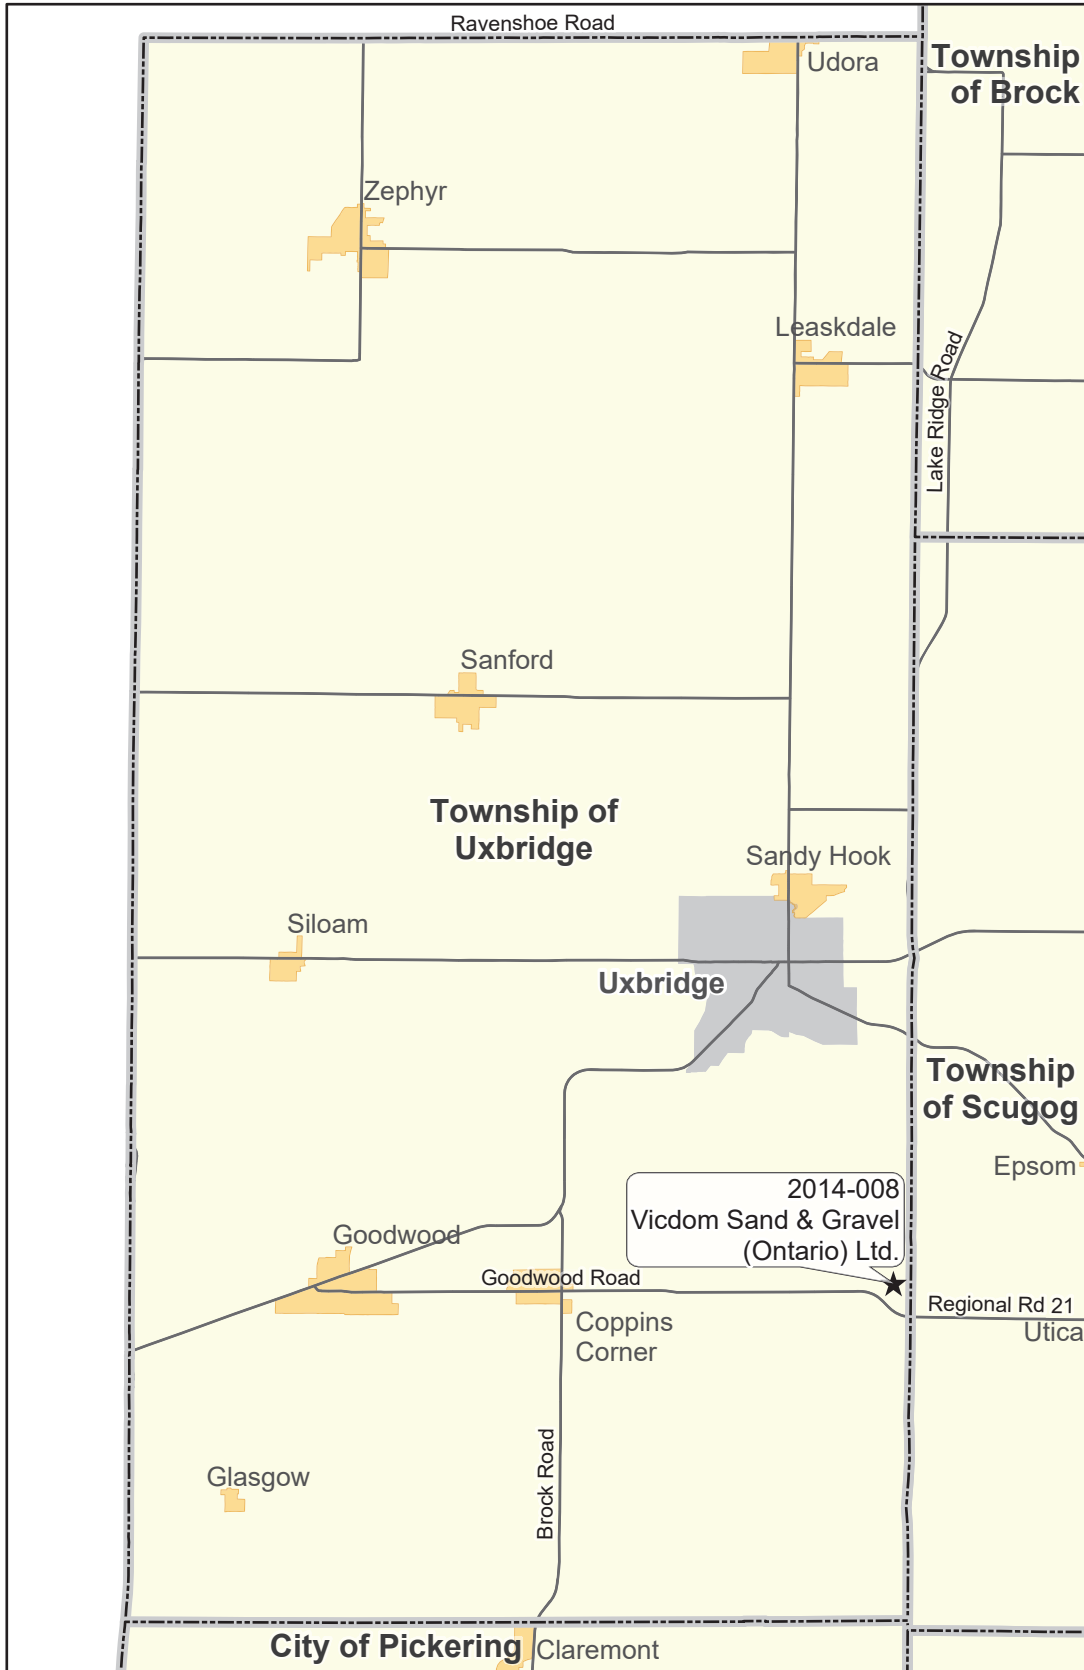 Ravenshoe Road
Udora
Township
of Brock
Zephyr
Leaskdale
Lake Ridge Road
Sanford
Township of
Uxbridge
Sandy Hook
Siloam
Uxbridge
Township
of Scugog
Epsom
2014-008
Vicdom Sand & Gravel
(Ontario) Ltd.
Goodwood
Goodwood Road
Regional Rd 21
Utica
Coppins
Corner
Brock Road
Glasgow
City of Pickering
Claremont